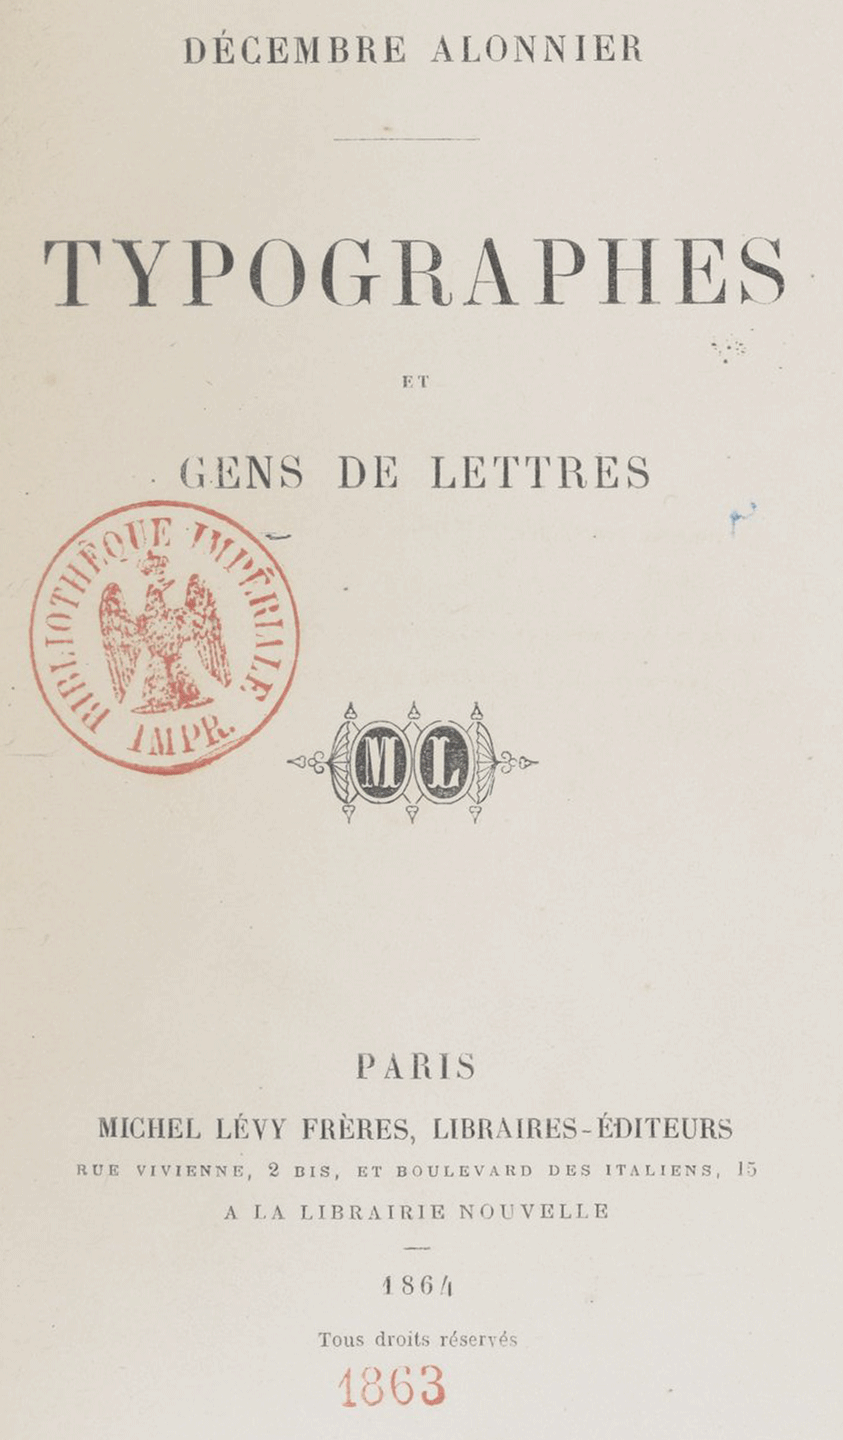 DÉCEMBRE ALONNIER
TYPOGRAPHES
ET
GENS DE LETTRES
BIBLIOTHÈQUE IMPÉRIALE
IMPR.
M L
PARIS
MICHEL LÉVY FRÈRES, LIBRAIRES-ÉDITEURS
RUE VIVIENNE, 2 BIS, ET BOULEVARD DES ITALIENS, 15
A LA LIBRAIRIE NOUVELLE
1864
Tous droits réservés
1863